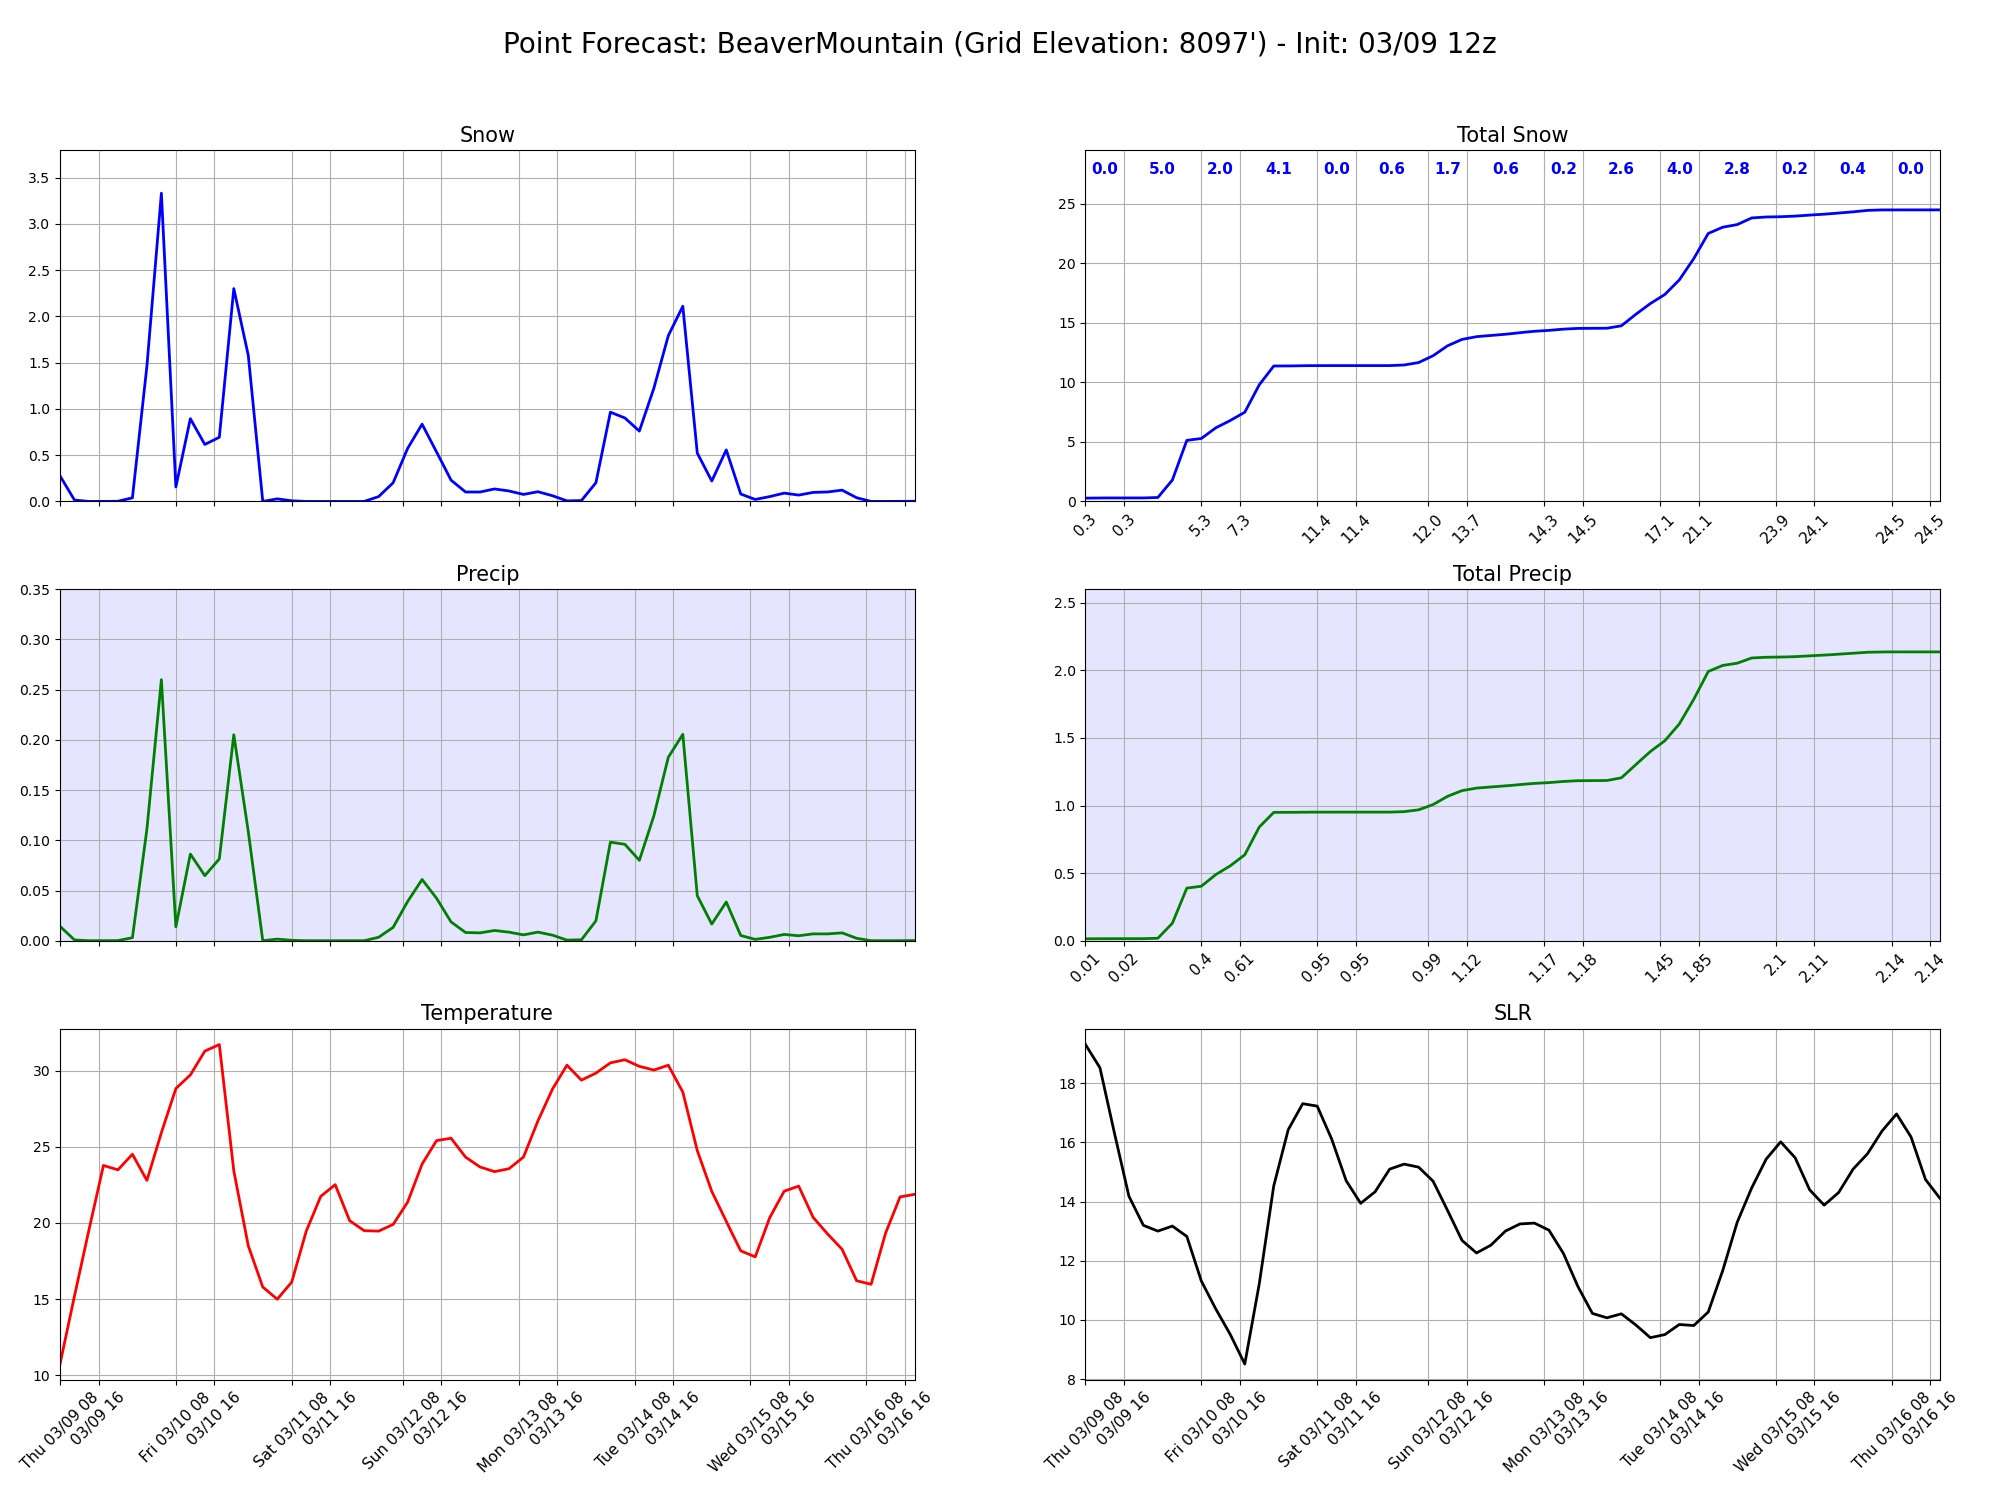 Point Forecast: BeaverMountain (Grid Elevation: 8097') - Init: 03/09 12z
Snow
3.5
3.0
2.5
2.0
1.5
1.0
0.5
0.0
Total Snow
0.0 5.0 2.0 4.1 0.0 0.6 1.7 0.6 0.2 2.6 4.0 2.8 0.2 0.4 0.0
25
20
15
10
5
0
0.3 0.3 5.3 7.3 11.4 11.4 12.0 13.7 14.3 14.5 17.1 21.1 23.9 24.1 24.5 24.5
Precip
0.35
0.30
0.25
0.20
0.15
0.10
0.05
0.00
Total Precip
2.5
2.0
1.5
1.0
0.5
0.0
0.01 0.02 0.4 0.61 0.95 0.95 0.99 1.12 1.17 1.18 1.45 1.85 2.1 2.11 2.14 2.14
Temperature
30
25
20
15
10
Thu 03/09 08
03/09 16
Fri 03/10 08
03/10 16
Sat 03/11 08
03/11 16
Sun 03/12 08
03/12 16
Mon 03/13 08
03/13 16
Tue 03/14 08
03/14 16
Wed 03/15 08
03/15 16
Thu 03/16 08
03/16 16
SLR
18
16
14
12
10
8
Thu 03/09 08
03/09 16
Fri 03/10 08
03/10 16
Sat 03/11 08
03/11 16
Sun 03/12 08
03/12 16
Mon 03/13 08
03/13 16
Tue 03/14 08
03/14 16
Wed 03/15 08
03/15 16
Thu 03/16 08
03/16 16